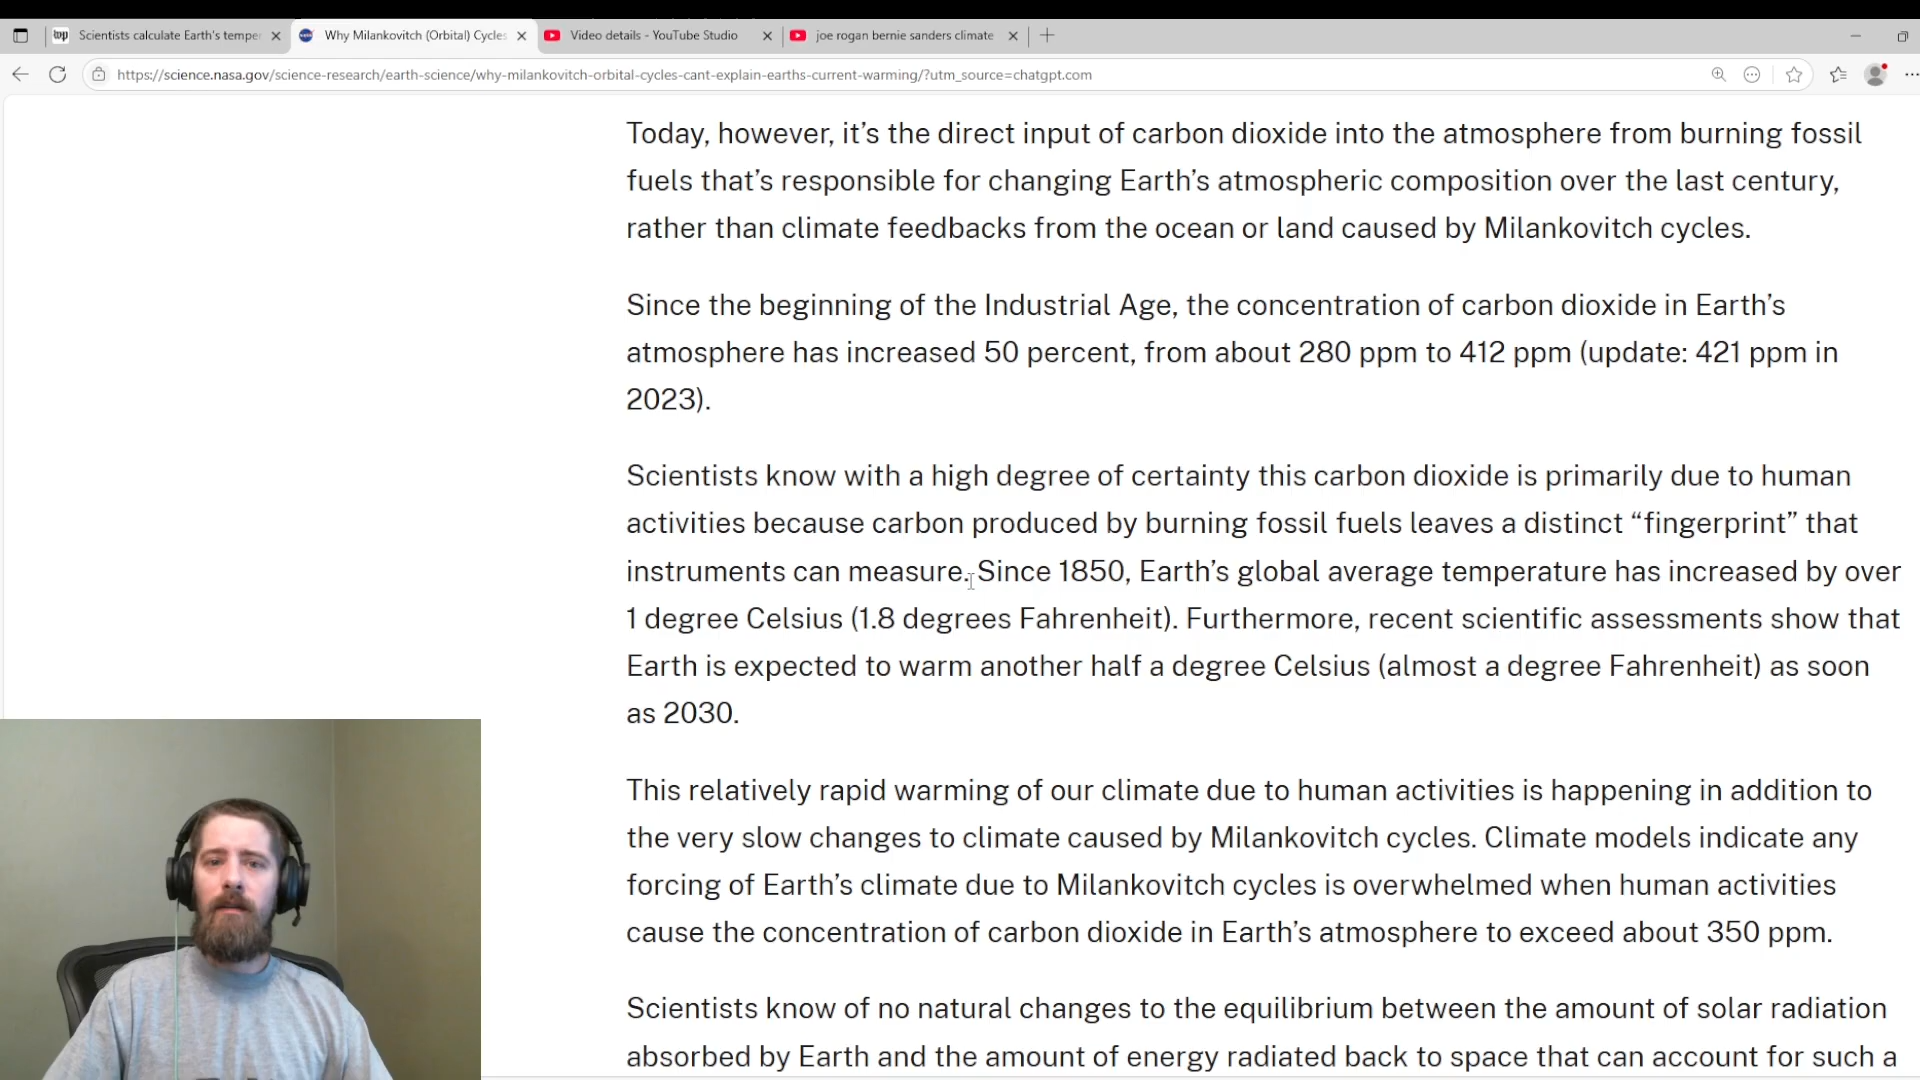 wp Scientists calculate Earth's temper
Why Milankovitch (Orbital) Cycles
Video details - YouTube Studio
joe rogan bernie sanders climate
https://science.nasa.gov/science-research/earth-science/why-milankovitch-orbital-cycles-cant-explain-earths-current-warming/?utm_source=chatgpt.com
Today, however, it’s the direct input of carbon dioxide into the atmosphere from burning fossil
fuels that’s responsible for changing Earth’s atmospheric composition over the last century,
rather than climate feedbacks from the ocean or land caused by Milankovitch cycles.
Since the beginning of the Industrial Age, the concentration of carbon dioxide in Earth’s
atmosphere has increased 50 percent, from about 280 ppm to 412 ppm (update: 421 ppm in
2023).
Scientists know with a high degree of certainty this carbon dioxide is primarily due to human
activities because carbon produced by burning fossil fuels leaves a distinct “fingerprint” that
instruments can measure. Since 1850, Earth’s global average temperature has increased by over
1 degree Celsius (1.8 degrees Fahrenheit). Furthermore, recent scientific assessments show that
Earth is expected to warm another half a degree Celsius (almost a degree Fahrenheit) as soon
as 2030.
This relatively rapid warming of our climate due to human activities is happening in addition to
the very slow changes to climate caused by Milankovitch cycles. Climate models indicate any
forcing of Earth’s climate due to Milankovitch cycles is overwhelmed when human activities
cause the concentration of carbon dioxide in Earth’s atmosphere to exceed about 350 ppm.
Scientists know of no natural changes to the equilibrium between the amount of solar radiation
absorbed by Earth and the amount of energy radiated back to space that can account for such a